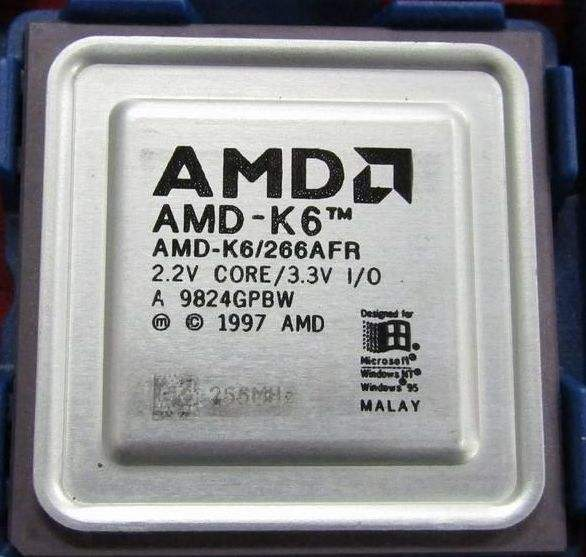 AMD
AMD-K6™
AMD-K6/266AFR
2.2V CORE/3.3V I/O
A 9824GPBW
ⓜ © 1997 AMD
Designed for
Microsoft®
Windows NT®
Windows® 95
MALAY